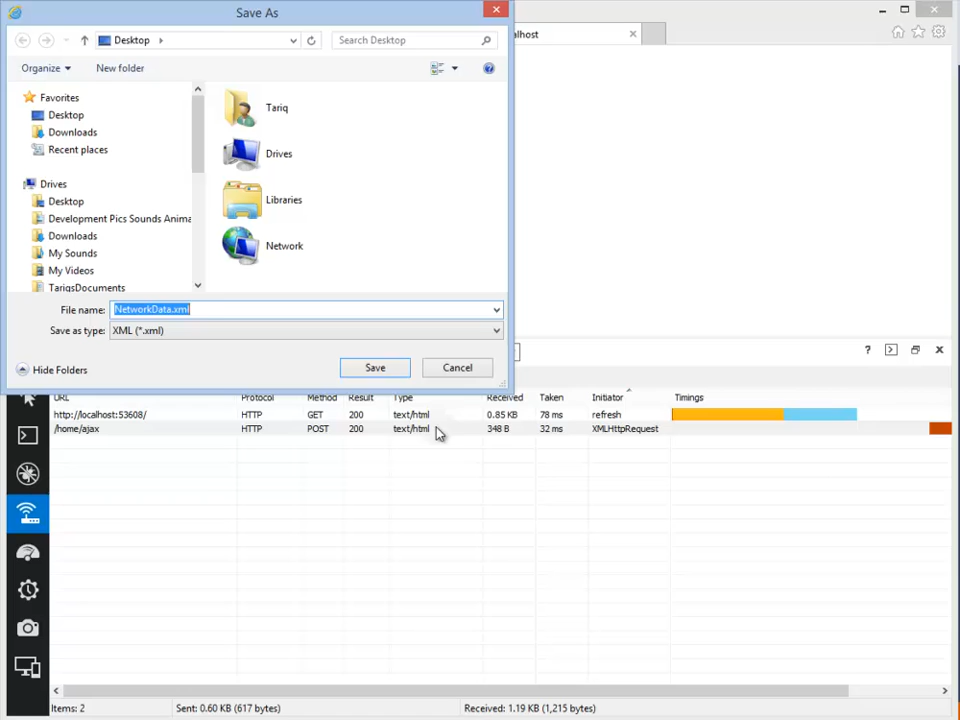 Save As
Desktop
Search Desktop
lhost
Organize
New folder
Favorites
Desktop
Downloads
Recent places
Drives
Desktop
Development Pics Sounds Anima
Downloads
My Sounds
My Videos
TariqsDocuments
Tariq
Drives
Libraries
Network
File name: NetworkData.xml
Save as type: XML (*.xml)
Hide Folders
Save
Cancel
URL Protocol Method Result Type Received Taken Initiator Timings
http://localhost:53608/ HTTP GET 200 text/html 0.85 KB 78 ms refresh
/home/ajax HTTP POST 200 text/html 348 B 32 ms XMLHttpRequest
Items: 2 Sent: 0.60 KB (617 bytes) Received: 1.19 KB (1,215 bytes)